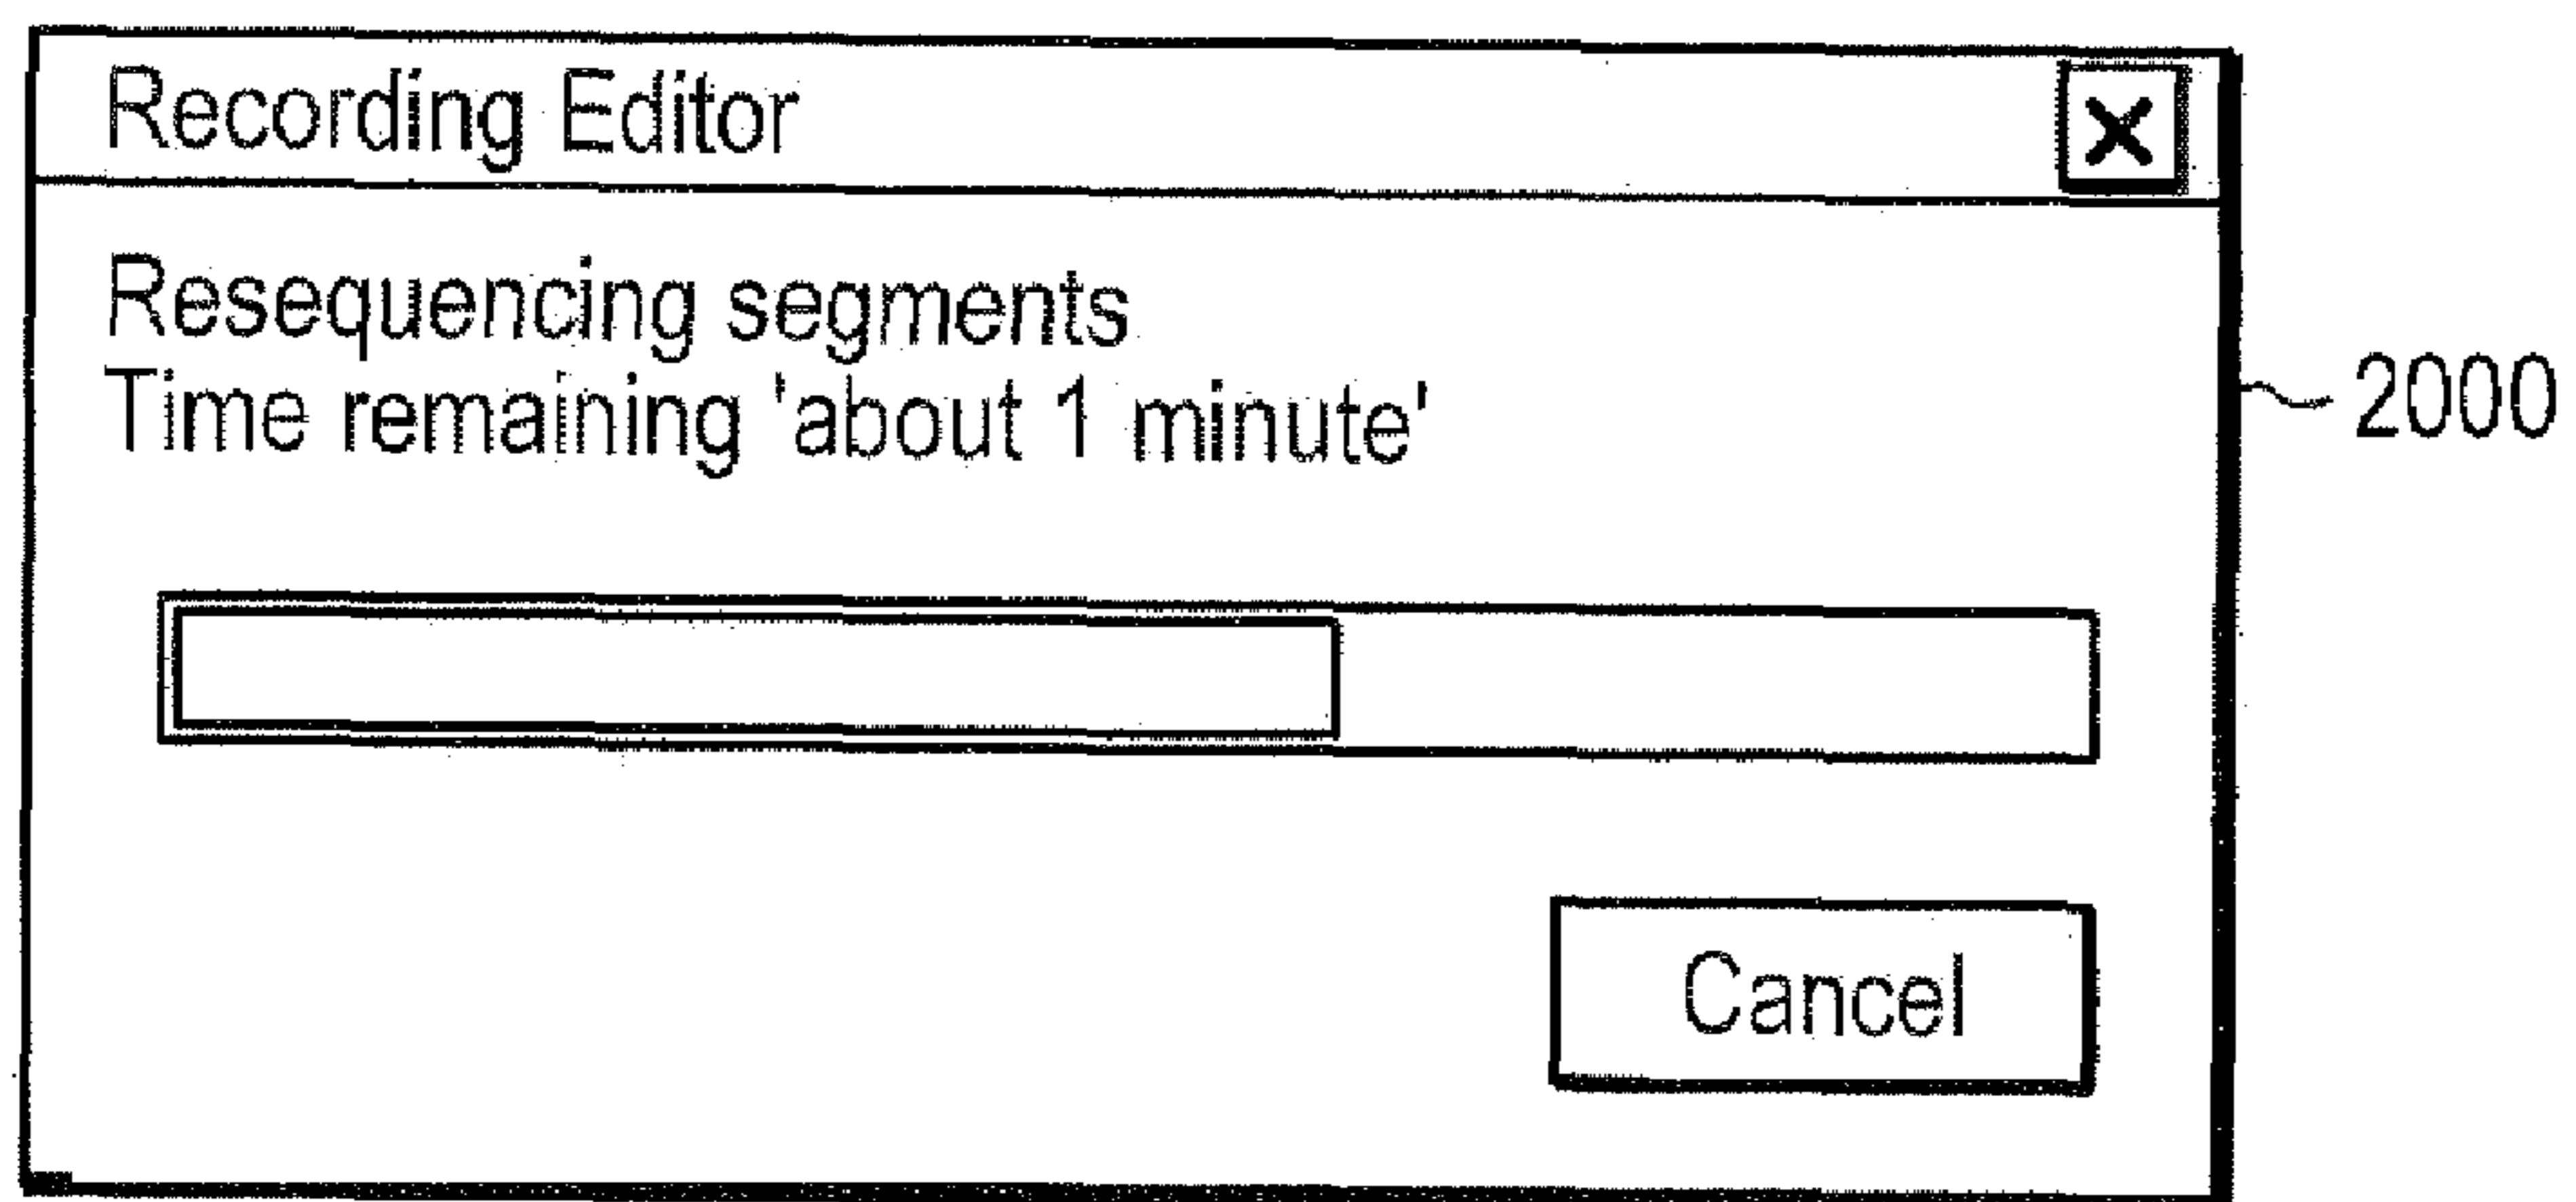 Recording Editor
Resequencing segments
Time remaining 'about 1 minute'
2000
Cancel